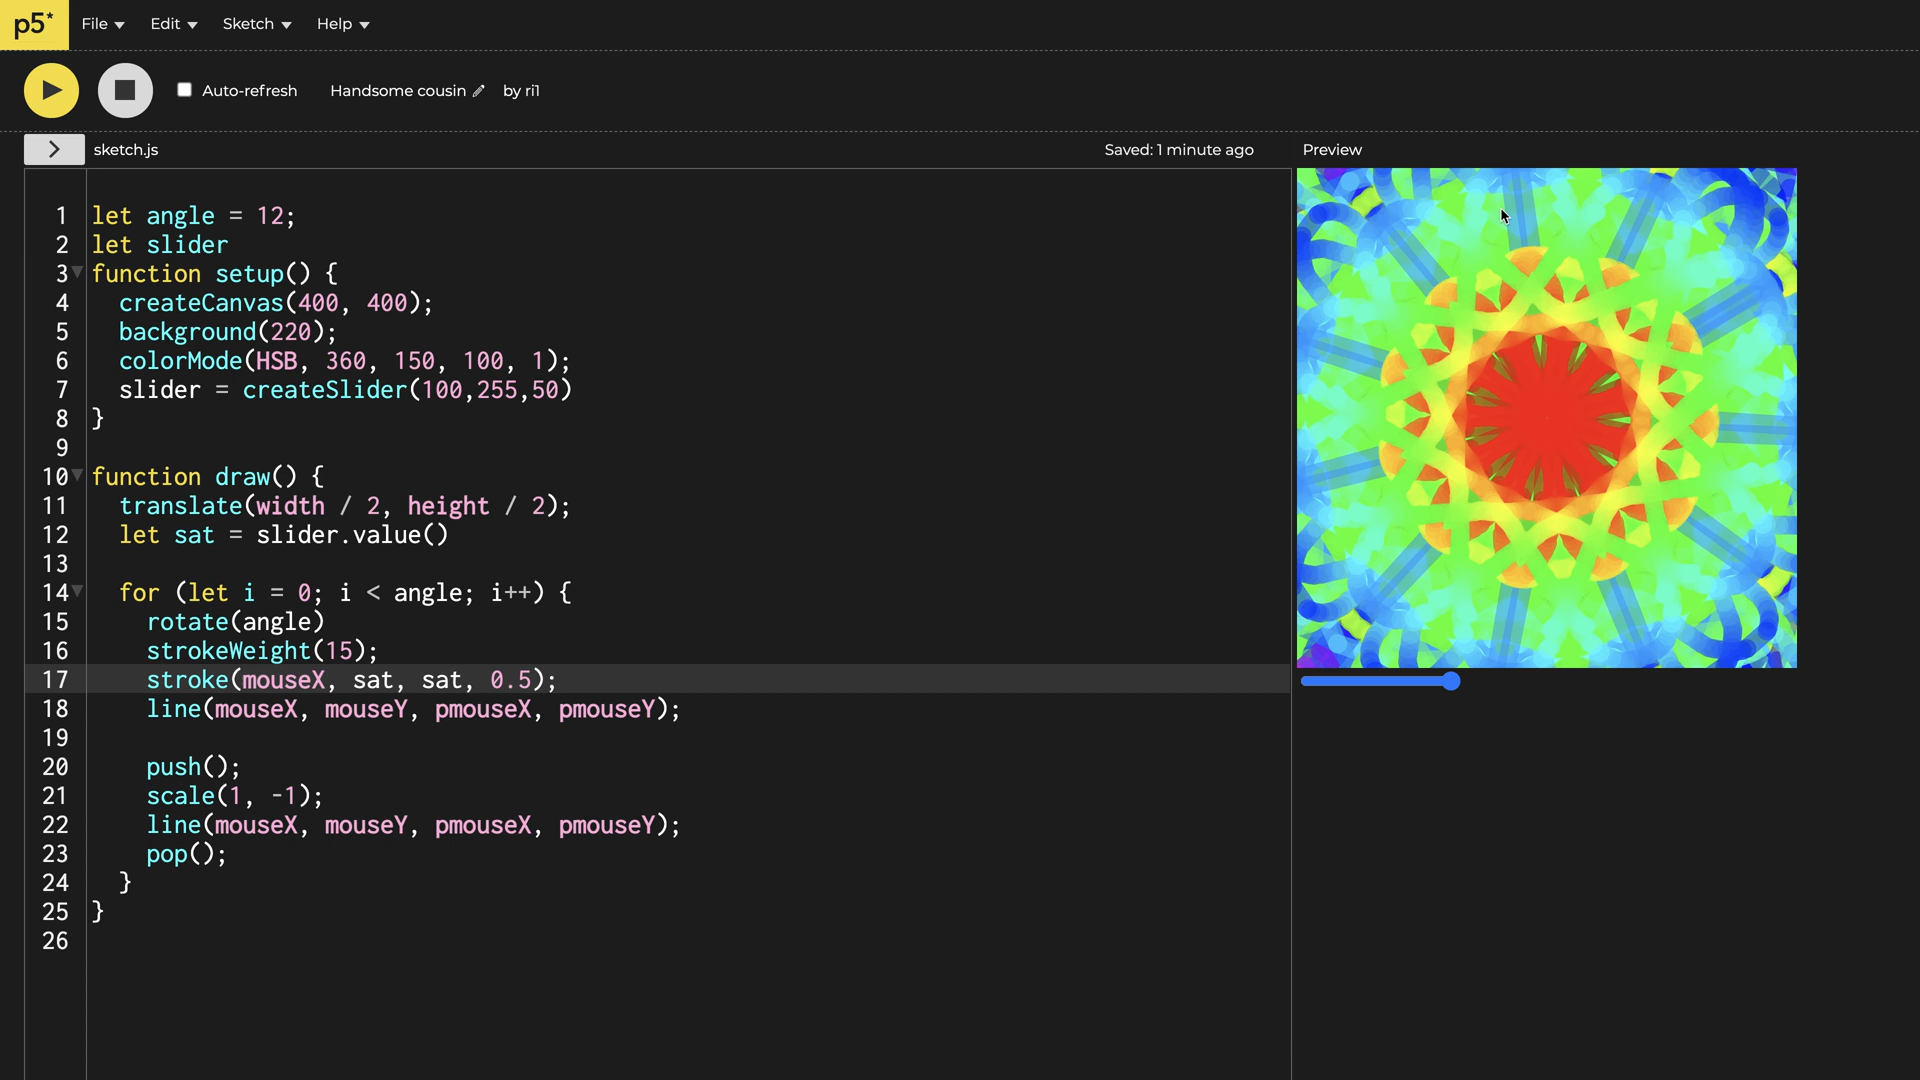 p5* File Edit Sketch Help
Auto-refresh Handsome cousin by ri1
sketch.js Saved: 1 minute ago Preview
1 let angle = 12;
2 let slider
3 function setup() {
4   createCanvas(400, 400);
5   background(220);
6   colorMode(HSB, 360, 150, 100, 1);
7   slider = createSlider(100,255,50)
8 }
9
10 function draw() {
11   translate(width / 2, height / 2);
12   let sat = slider.value()
13
14   for (let i = 0; i < angle; i++) {
15     rotate(angle)
16     strokeWeight(15);
17     stroke(mouseX, sat, sat, 0.5);
18     line(mouseX, mouseY, pmouseX, pmouseY);
19
20     push();
21     scale(1, -1);
22     line(mouseX, mouseY, pmouseX, pmouseY);
23     pop();
24   }
25 }
26